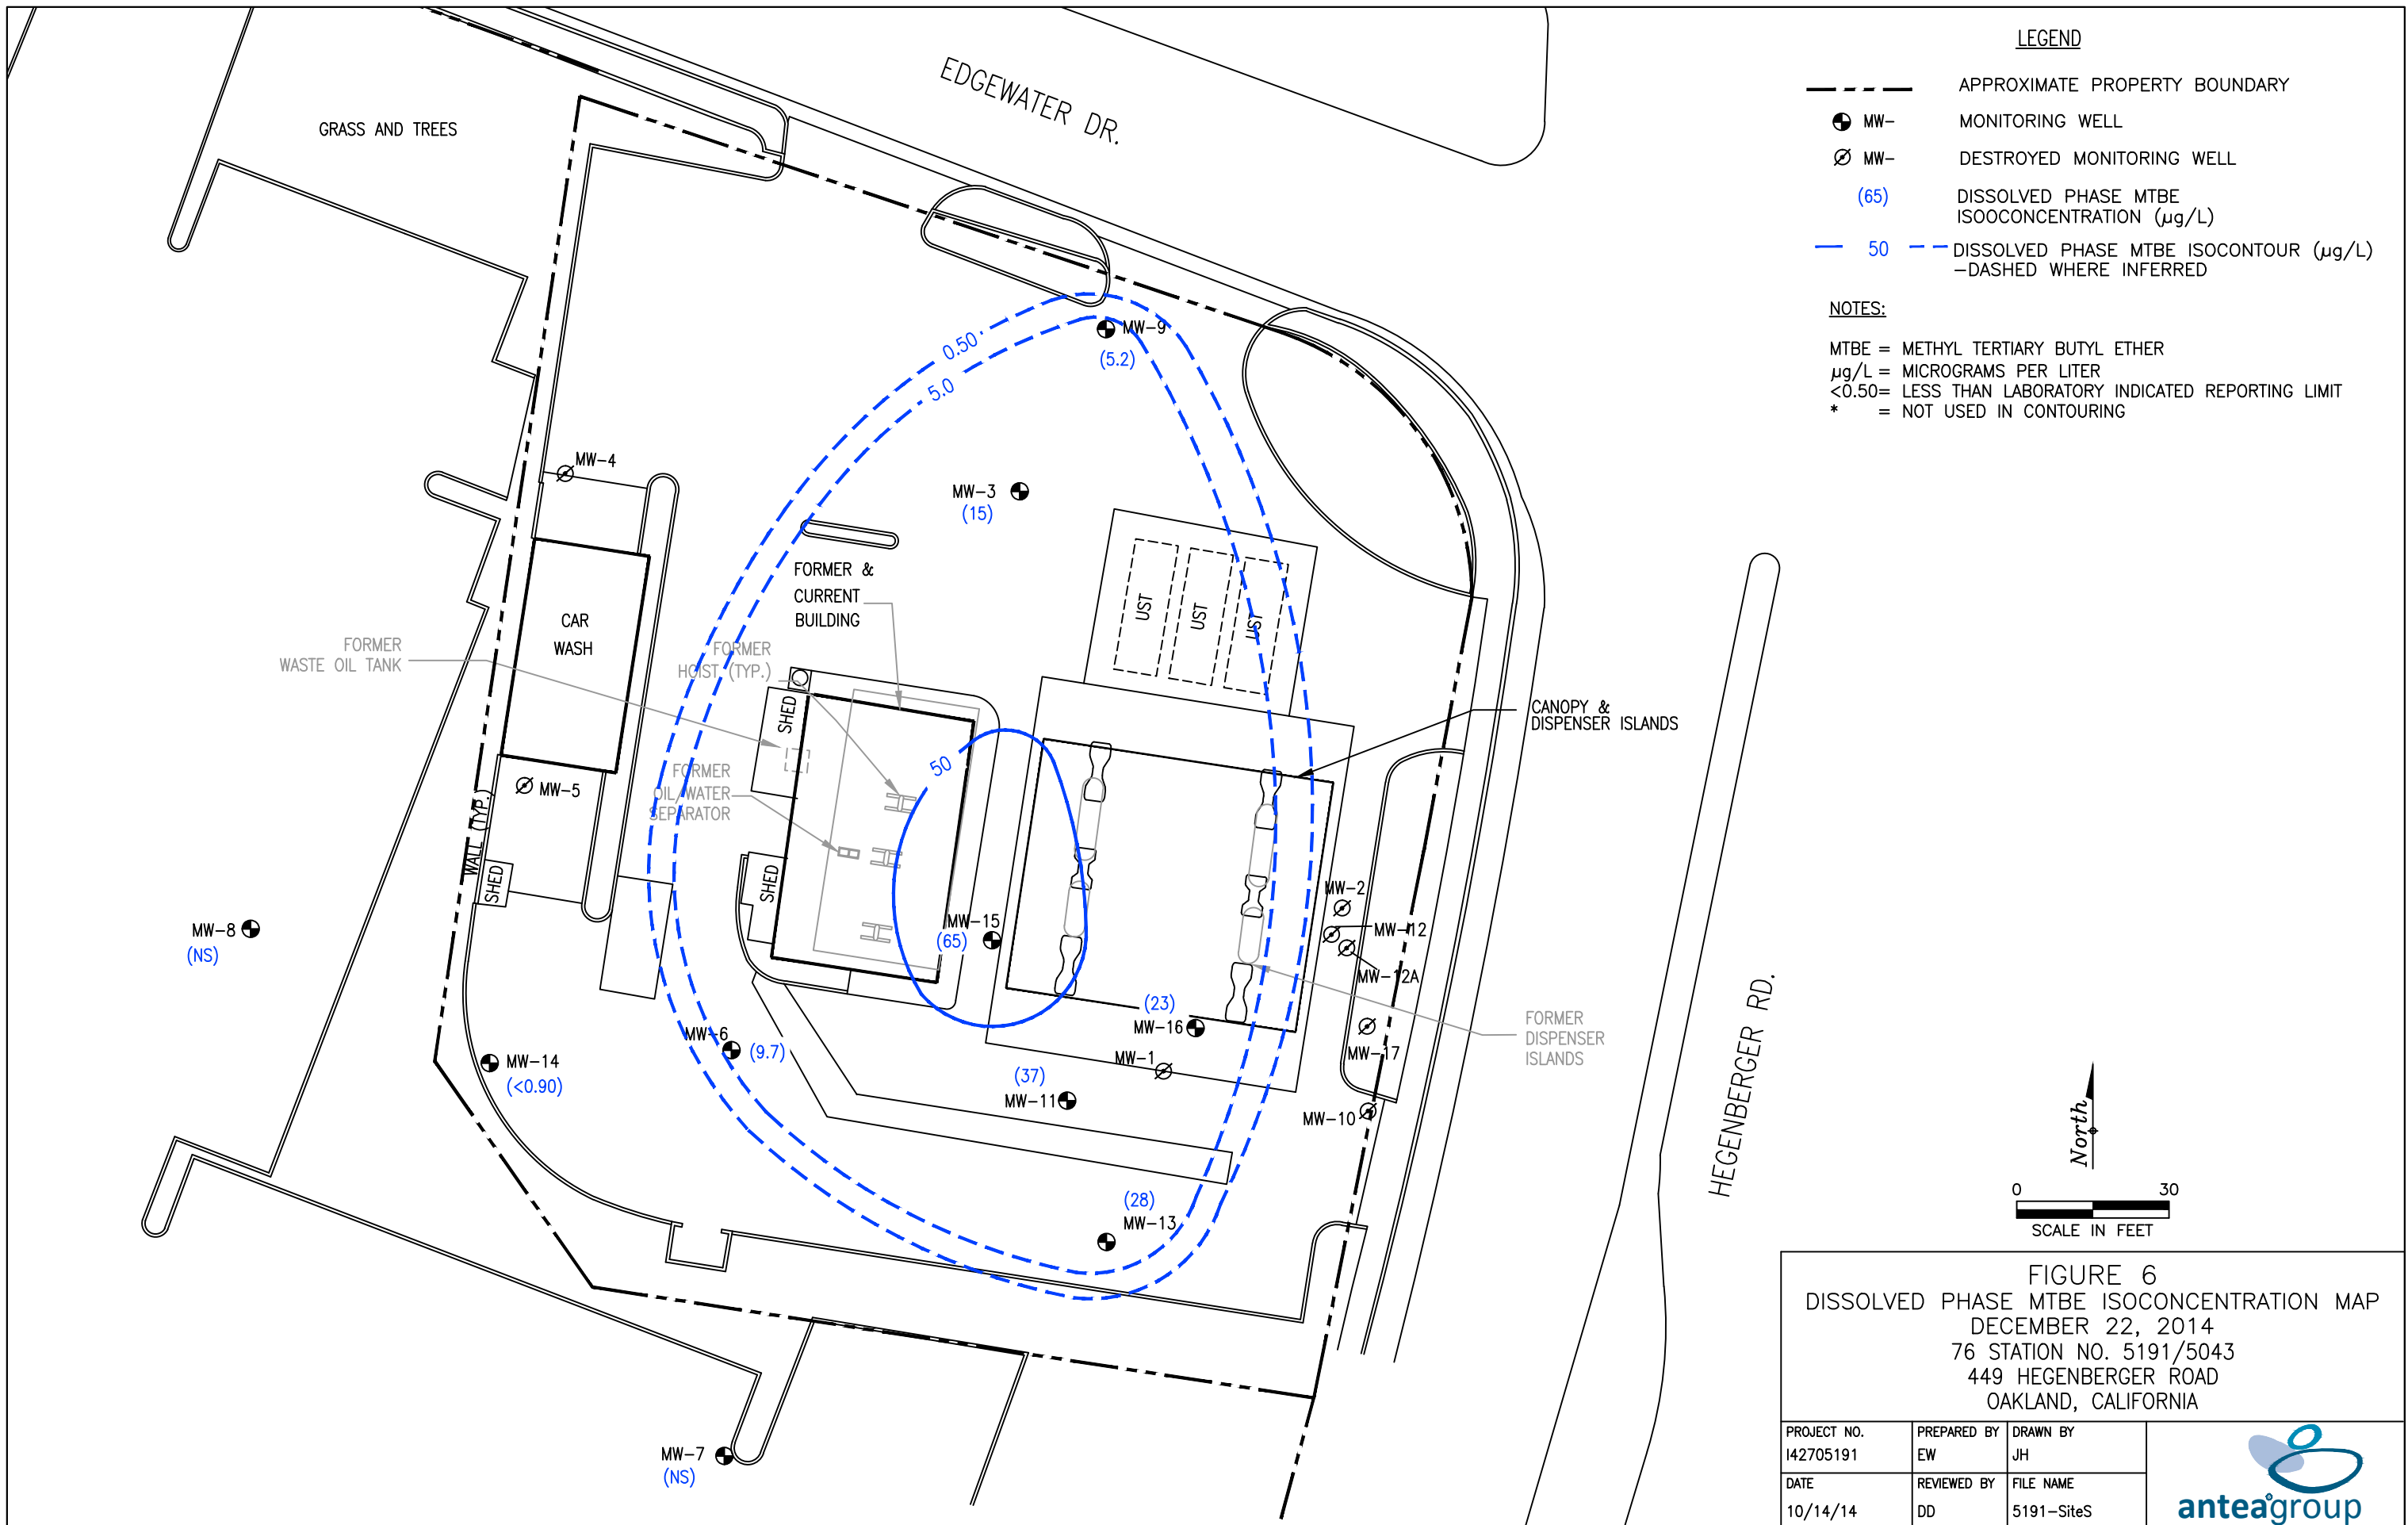 EDGEWATER DR.
GRASS AND TREES
0.50
5.0
MW-9
(5.2)
MW-4
MW-3
(15)
FORMER &
CURRENT
BUILDING
UST
UST
UST
CAR
WASH
FORMER
WASTE OIL TANK
FORMER
HOIST (TYP.)
SHED
CANOPY &
DISPENSER ISLANDS
50
FORMER
OIL/WATER
SEPARATOR
MW-5
WALL (TYP.)
SHED
SHED
MW-2
MW-12
MW-12A
MW-15
(65)
MW-8
(NS)
(23)
MW-16
MW-17
FORMER
DISPENSER
ISLANDS
MW-6
(9.7)
MW-1
MW-14
(<0.90)
(37)
MW-11
MW-10
HEGENBERGER RD.
(28)
MW-13
MW-7
(NS)
LEGEND
APPROXIMATE PROPERTY BOUNDARY
MW- MONITORING WELL
MW- DESTROYED MONITORING WELL
(65) DISSOLVED PHASE MTBE
ISOOCONCENTRATION (µg/L)
50 DISSOLVED PHASE MTBE ISOCONTOUR (µg/L)
-DASHED WHERE INFERRED
NOTES:
MTBE = METHYL TERTIARY BUTYL ETHER
µg/L = MICROGRAMS PER LITER
<0.50= LESS THAN LABORATORY INDICATED REPORTING LIMIT
* = NOT USED IN CONTOURING
North
0 30
SCALE IN FEET
FIGURE 6
DISSOLVED PHASE MTBE ISOCONCENTRATION MAP
DECEMBER 22, 2014
76 STATION NO. 5191/5043
449 HEGENBERGER ROAD
OAKLAND, CALIFORNIA
PROJECT NO. PREPARED BY DRAWN BY
I42705191 EW JH
DATE REVIEWED BY FILE NAME
10/14/14 DD 5191-SiteS
anteagroup